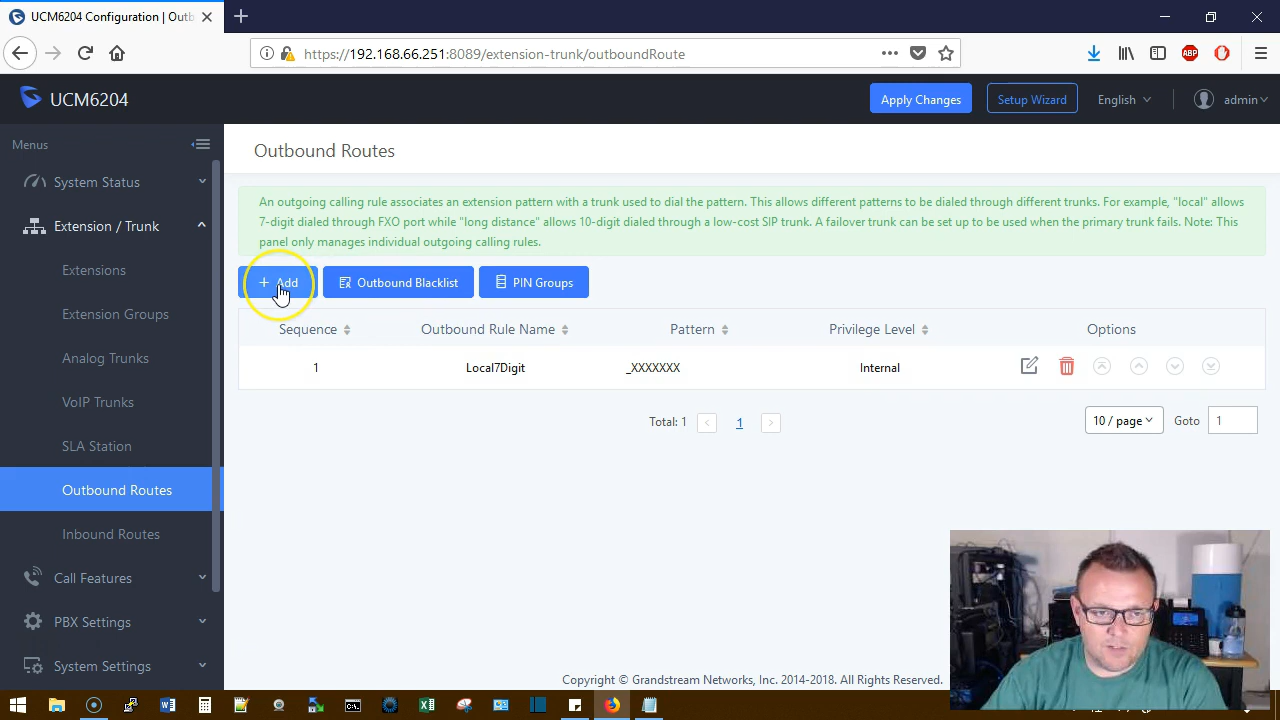 UCM6204 Configuration | Outb
https://192.168.66.251:8089/extension-trunk/outboundRoute
ABP
UCM6204
Apply Changes
Setup Wizard
English
admin
Menus
System Status
Extension / Trunk
Extensions
Extension Groups
Analog Trunks
VoIP Trunks
SLA Station
Outbound Routes
Inbound Routes
Call Features
PBX Settings
System Settings
Outbound Routes
An outgoing calling rule associates an extension pattern with a trunk used to dial the pattern. This allows different patterns to be dialed through different trunks. For example, "local" allows
7-digit dialed through FXO port while "long distance" allows 10-digit dialed through a low-cost SIP trunk. A failover trunk can be set up to be used when the primary trunk fails. Note: This
panel only manages individual outgoing calling rules.
+ Add
Outbound Blacklist
PIN Groups
Sequence
Outbound Rule Name
Pattern
Privilege Level
Options
1
Local7Digit
_XXXXXXX
Internal
Total: 1
<
1
>
10 / page
Goto
1
Copyright © Grandstream Networks, Inc. 2014-2018. All Rights Reserved.